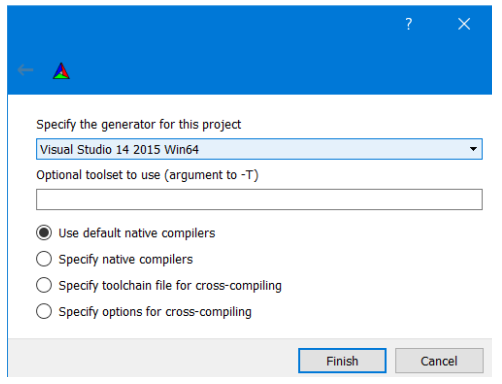 ?
Specify the generator for this project
Visual Studio 14 2015 Win64
Optional toolset to use (argument to -T)
Use default native compilers
Specify native compilers
Specify toolchain file for cross-compiling
Specify options for cross-compiling
Finish Cancel